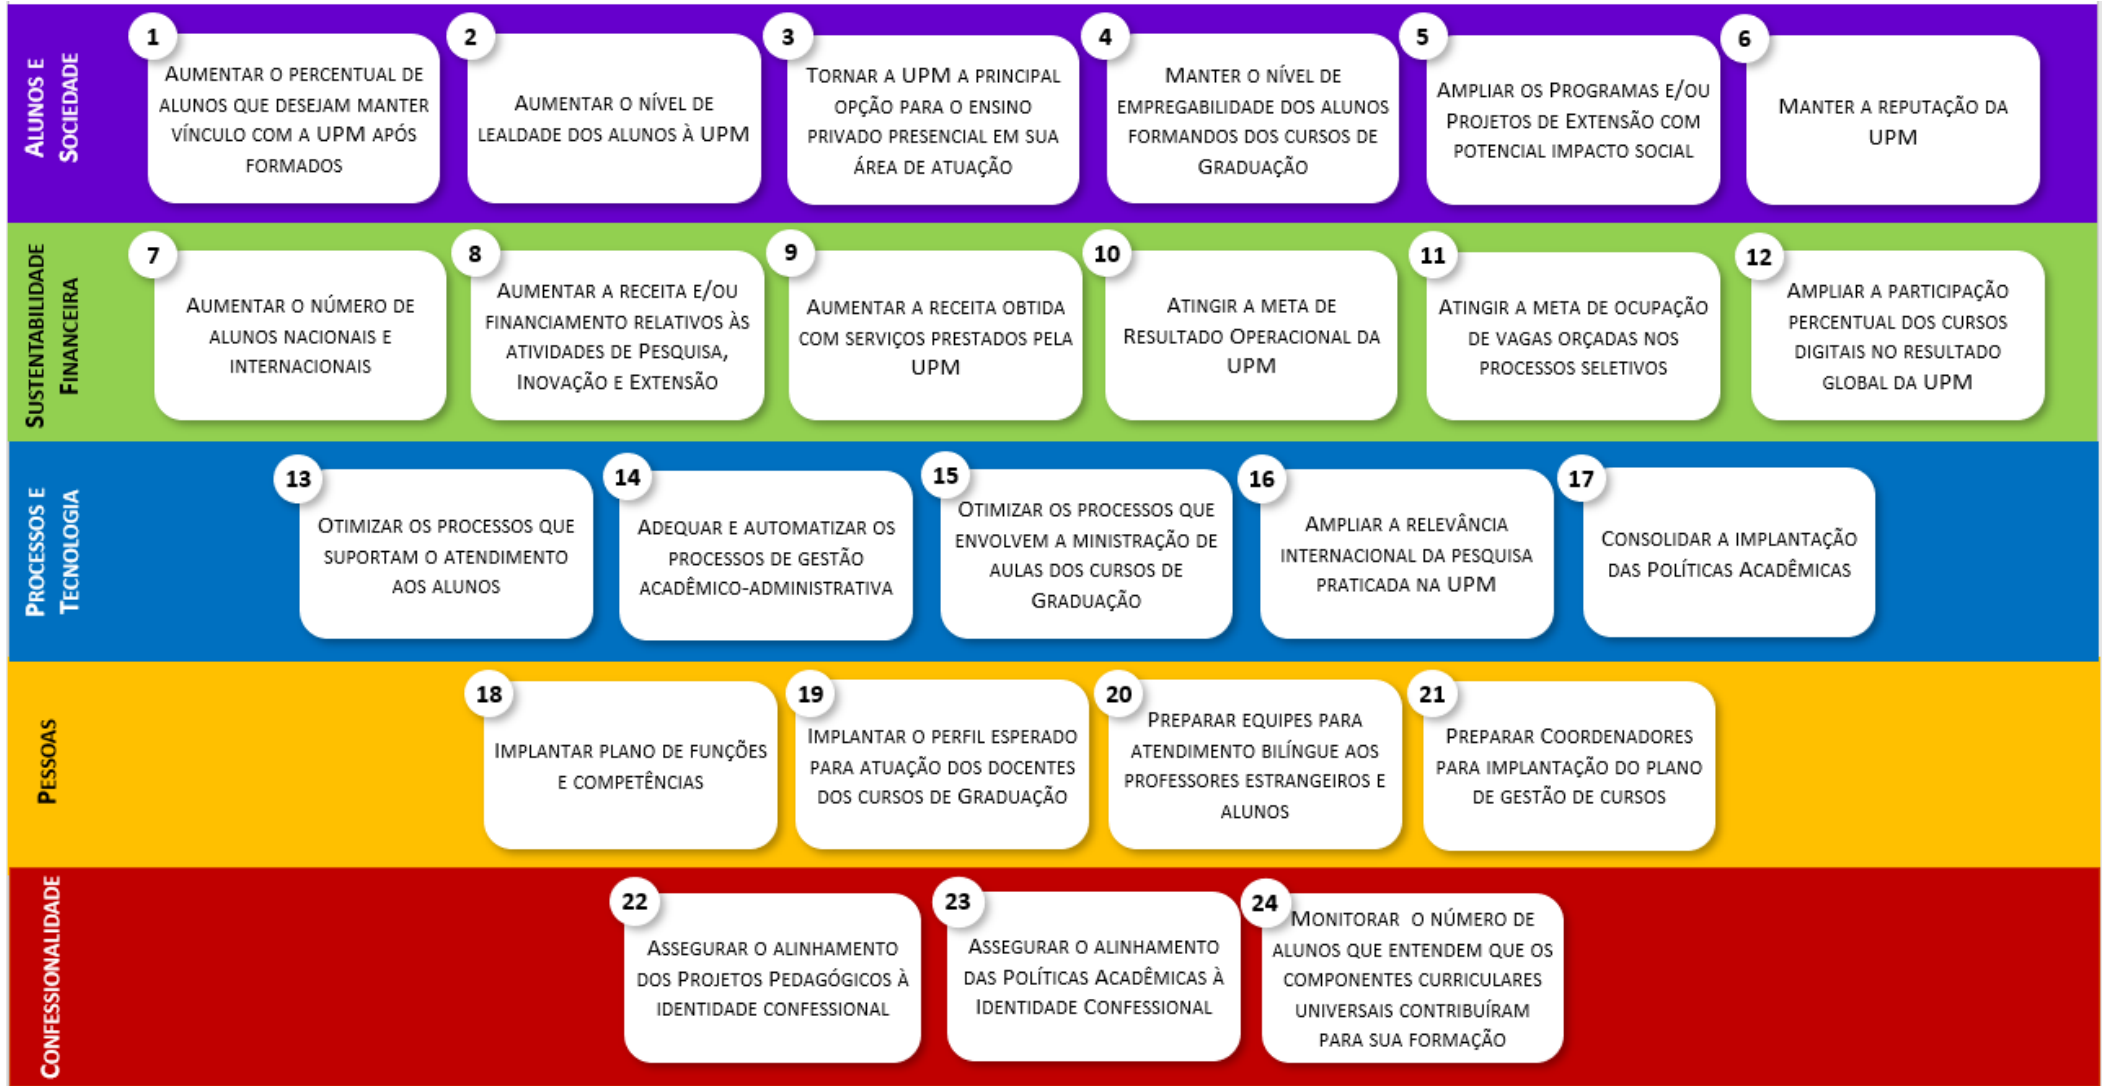 ALUNOS E
SOCIEDADE
1
AUMENTAR O PERCENTUAL DE
ALUNOS QUE DESEJAM MANTER
VÍNCULO COM A UPM APÓS
FORMADOS
2
AUMENTAR O NÍVEL DE
LEALDADE DOS ALUNOS À UPM
3
TORNAR A UPM A PRINCIPAL
OPÇÃO PARA O ENSINO
PRIVADO PRESENCIAL EM SUA
ÁREA DE ATUAÇÃO
4
MANTER O NÍVEL DE
EMPREGABILIDADE DOS ALUNOS
FORMANDOS DOS CURSOS DE
GRADUAÇÃO
5
AMPLIAR OS PROGRAMAS E/OU
PROJETOS DE EXTENSÃO COM
POTENCIAL IMPACTO SOCIAL
6
MANTER A REPUTAÇÃO DA
UPM
SUSTENTABILIDADE
FINANCEIRA
7
AUMENTAR O NÚMERO DE
ALUNOS NACIONAIS E
INTERNACIONAIS
8
AUMENTAR A RECEITA E/OU
FINANCIAMENTO RELATIVOS ÀS
ATIVIDADES DE PESQUISA,
INOVAÇÃO E EXTENSÃO
9
AUMENTAR A RECEITA OBTIDA
COM SERVIÇOS PRESTADOS PELA
UPM
10
ATINGIR A META DE
RESULTADO OPERACIONAL DA
UPM
11
ATINGIR A META DE OCUPAÇÃO
DE VAGAS ORÇADAS NOS
PROCESSOS SELETIVOS
12
AMPLIAR A PARTICIPAÇÃO
PERCENTUAL DOS CURSOS
DIGITAIS NO RESULTADO
GLOBAL DA UPM
PROCESSOS E
TECNOLOGIA
13
OTIMIZAR OS PROCESSOS QUE
SUPORTAM O ATENDIMENTO
AOS ALUNOS
14
ADEQUAR E AUTOMATIZAR OS
PROCESSOS DE GESTÃO
ACADÊMICO-ADMINISTRATIVA
15
OTIMIZAR OS PROCESSOS QUE
ENVOLVEM A MINISTRAÇÃO DE
AULAS DOS CURSOS DE
GRADUAÇÃO
16
AMPLIAR A RELEVÂNCIA
INTERNACIONAL DA PESQUISA
PRATICADA NA UPM
17
CONSOLIDAR A IMPLANTAÇÃO
DAS POLÍTICAS ACADÊMICAS
PESSOAS
18
IMPLANTAR PLANO DE FUNÇÕES
E COMPETÊNCIAS
19
IMPLANTAR O PERFIL ESPERADO
PARA ATUAÇÃO DOS DOCENTES
DOS CURSOS DE GRADUAÇÃO
20
PREPARAR EQUIPES PARA
ATENDIMENTO BILÍNGUE AOS
PROFESSORES ESTRANGEIROS E
ALUNOS
21
PREPARAR COORDENADORES
PARA IMPLANTAÇÃO DO PLANO
DE GESTÃO DE CURSOS
CONFESSIONALIDADE
22
ASSEGURAR O ALINHAMENTO
DOS PROJETOS PEDAGÓGICOS À
IDENTIDADE CONFESSIONAL
23
ASSEGURAR O ALINHAMENTO
DAS POLÍTICAS ACADÊMICAS À
IDENTIDADE CONFESSIONAL
24
MONITORAR O NÚMERO DE
ALUNOS QUE ENTENDEM QUE OS
COMPONENTES CURRICULARES
UNIVERSAIS CONTRIBUÍRAM
PARA SUA FORMAÇÃO